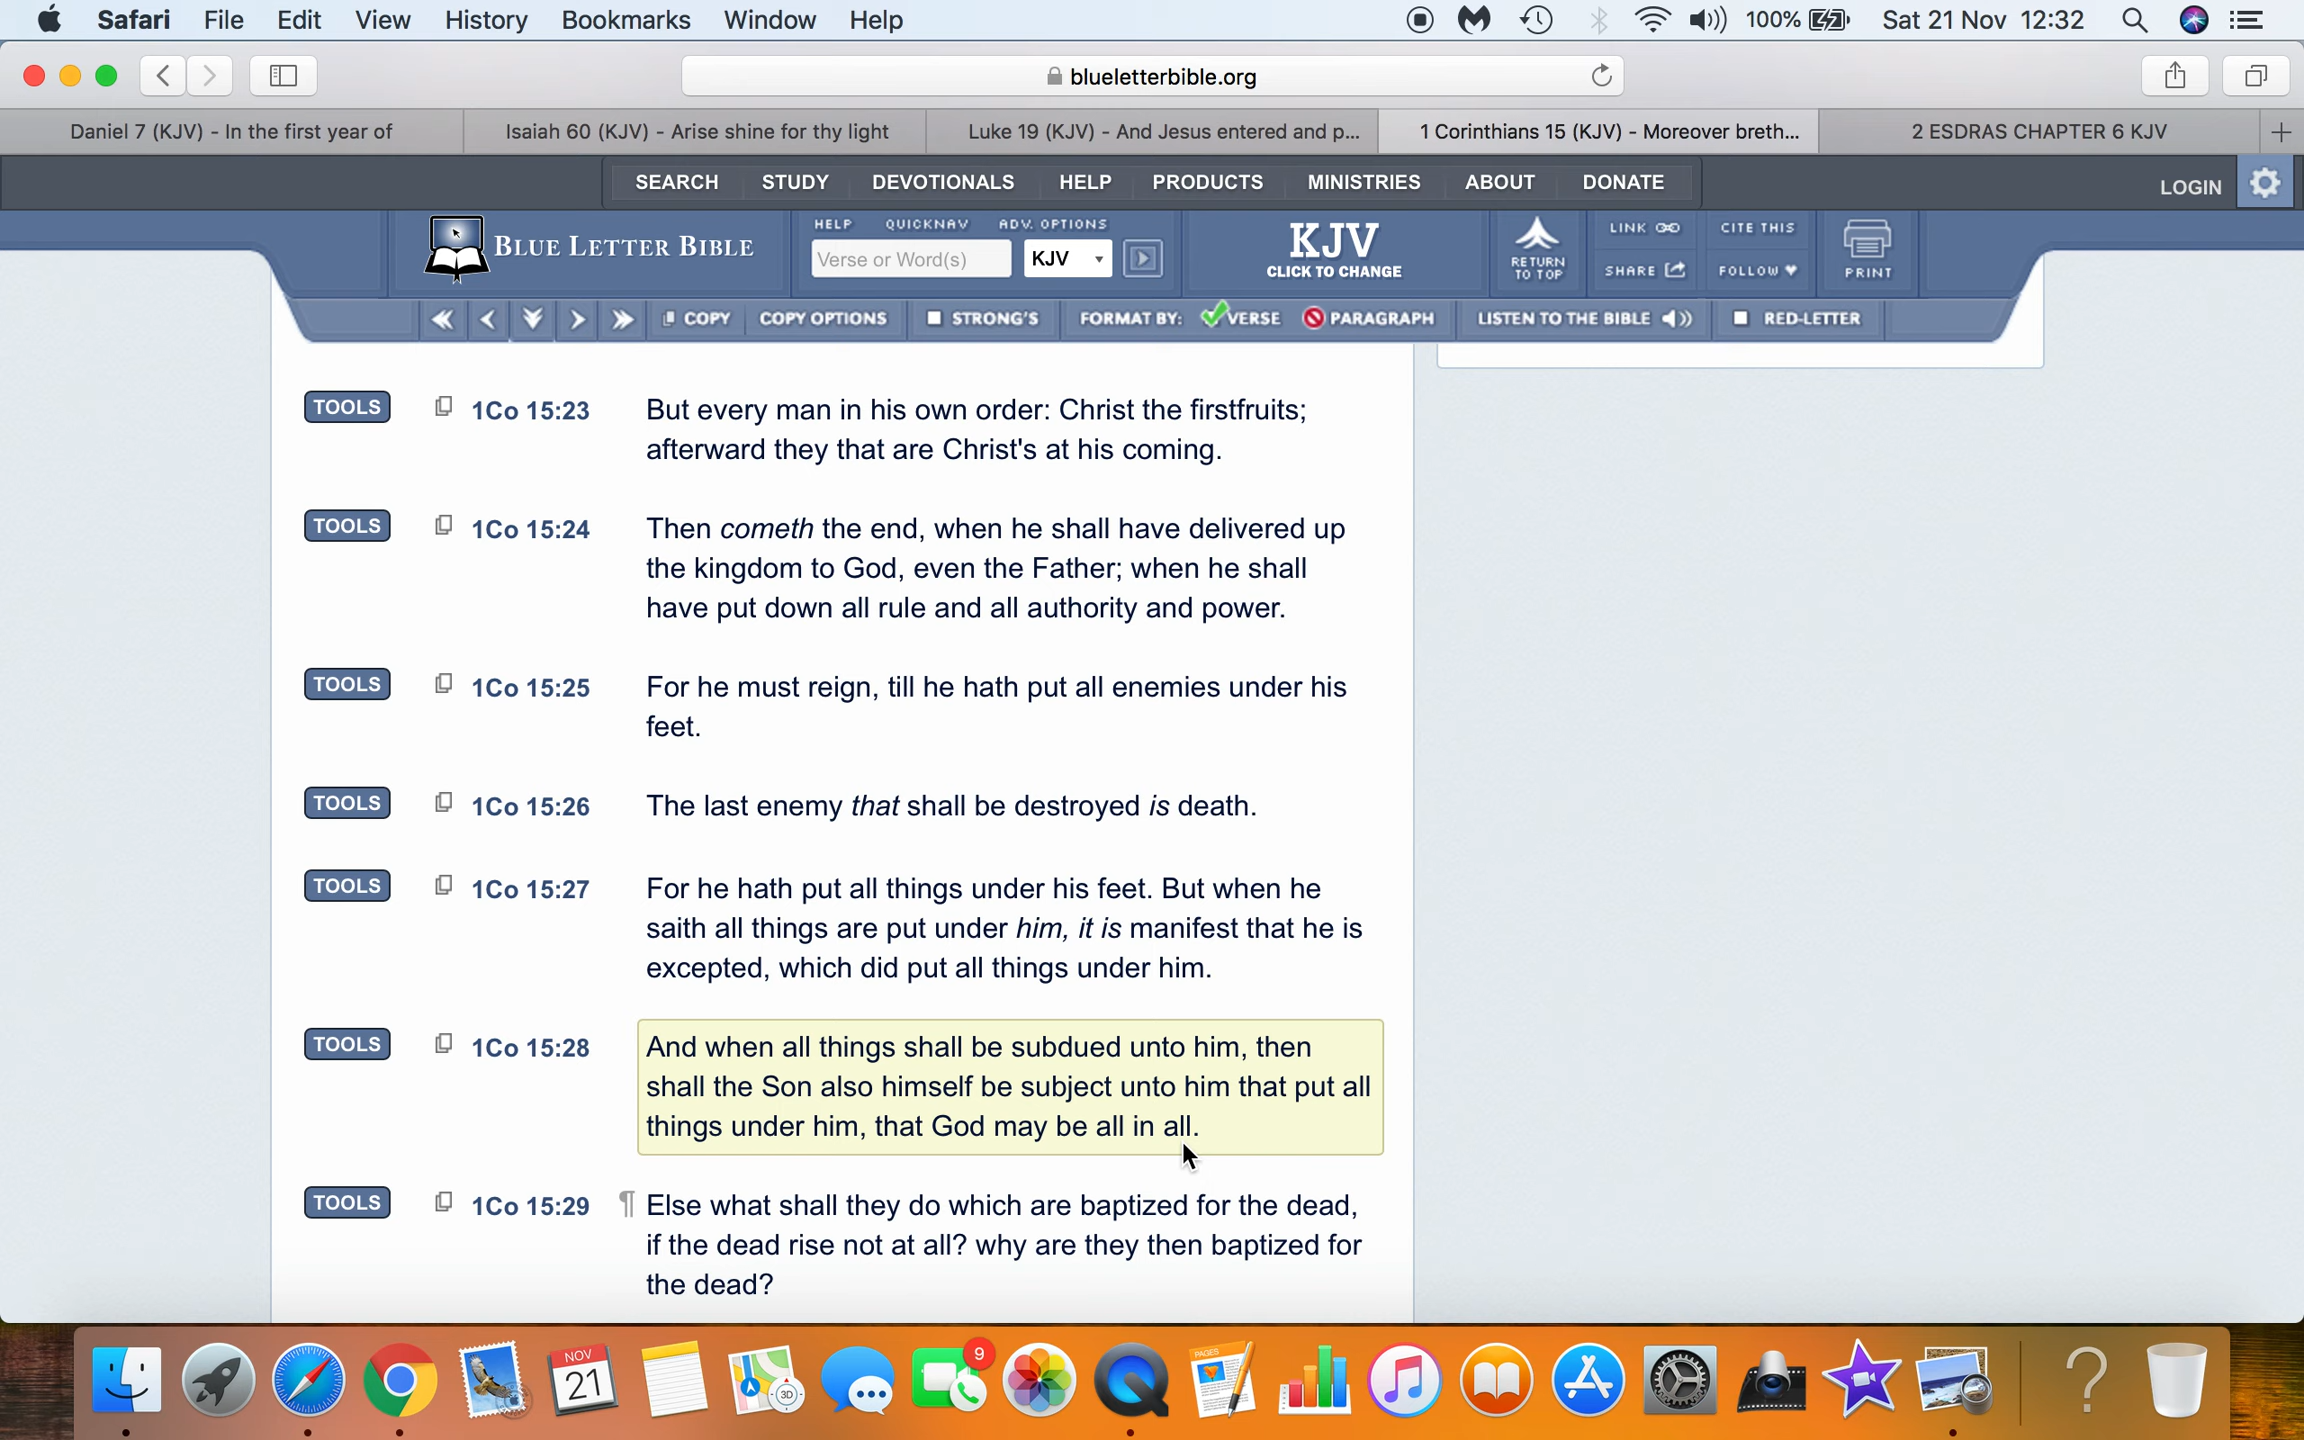 Safari File Edit View History Bookmarks Window Help 100% Sat 21 Nov 12:32
blueletterbible.org
Daniel 7 (KJV) - In the first year of
Isaiah 60 (KJV) - Arise shine for thy light
Luke 19 (KJV) - And Jesus entered and p...
1 Corinthians 15 (KJV) - Moreover breth...
2 ESDRAS CHAPTER 6 KJV
SEARCH STUDY DEVOTIONALS HELP PRODUCTS MINISTRIES ABOUT DONATE
LOGIN
BLUE LETTER BIBLE
HELP QUICKNAV ADV. OPTIONS
Verse or Word(s) KJV
KJV
CLICK TO CHANGE
RETURN
TO TOP
LINK CITE THIS
SHARE FOLLOW
PRINT
COPY COPY OPTIONS STRONG'S FORMAT BY: VERSE PARAGRAPH LISTEN TO THE BIBLE RED-LETTER
TOOLS 1Co 15:23 But every man in his own order: Christ the firstfruits;
afterward they that are Christ's at his coming.
TOOLS 1Co 15:24 Then cometh the end, when he shall have delivered up
the kingdom to God, even the Father; when he shall
have put down all rule and all authority and power.
TOOLS 1Co 15:25 For he must reign, till he hath put all enemies under his
feet.
TOOLS 1Co 15:26 The last enemy that shall be destroyed is death.
TOOLS 1Co 15:27 For he hath put all things under his feet. But when he
saith all things are put under him, it is manifest that he is
excepted, which did put all things under him.
TOOLS 1Co 15:28 And when all things shall be subdued unto him, then
shall the Son also himself be subject unto him that put all
things under him, that God may be all in all.
TOOLS 1Co 15:29 ¶ Else what shall they do which are baptized for the dead,
if the dead rise not at all? why are they then baptized for
the dead?
NOV
21
3D
9
PAGES
?